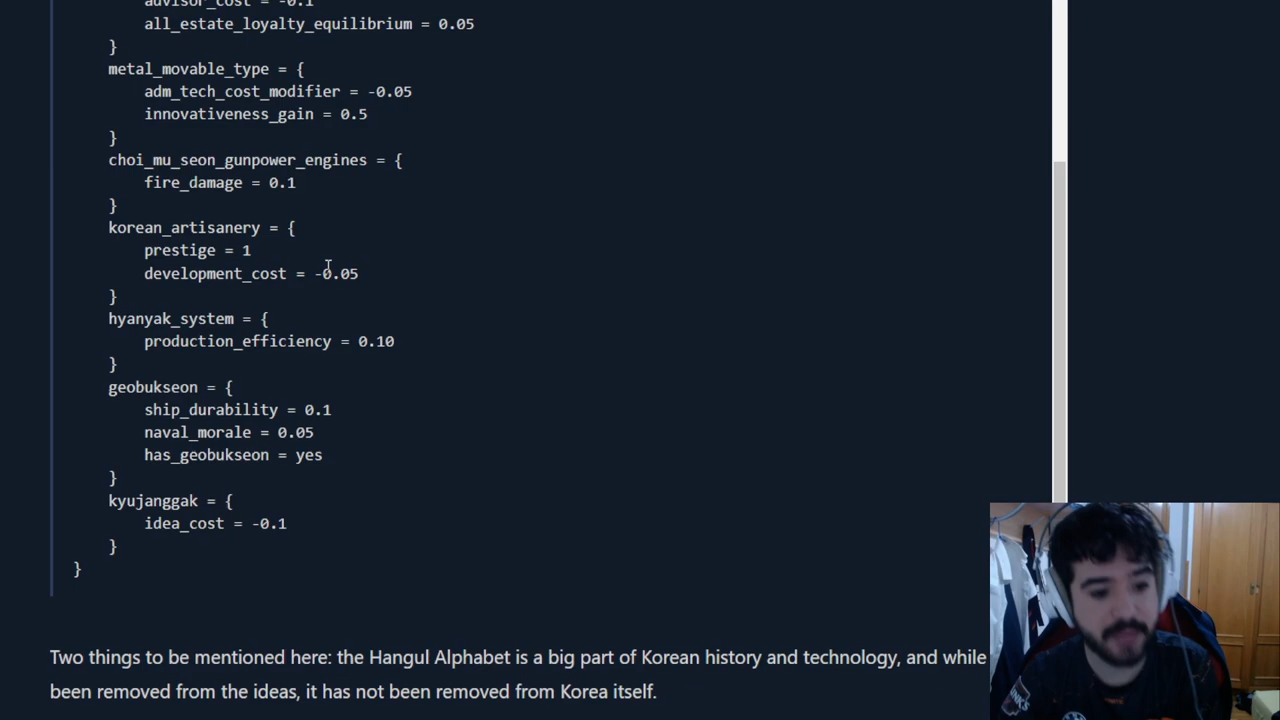 advisor_cost = -0.1
all_estate_loyalty_equilibrium = 0.05
}
metal_movable_type = {
adm_tech_cost_modifier = -0.05
innovativeness_gain = 0.5
}
choi_mu_seon_gunpower_engines = {
fire_damage = 0.1
}
korean_artisanery = {
prestige = 1
development_cost = -0.05
}
hyanyak_system = {
production_efficiency = 0.10
}
geobukseon = {
ship_durability = 0.1
naval_morale = 0.05
has_geobukseon = yes
}
kyujanggak = {
idea_cost = -0.1
}
}
Two things to be mentioned here: the Hangul Alphabet is a big part of Korean history and technology, and while
been removed from the ideas, it has not been removed from Korea itself.